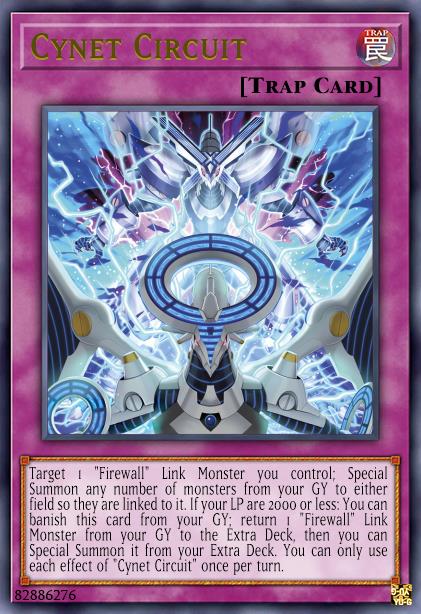 Cynet Circuit
TRAP
罠
[Trap Card]
Target 1 "Firewall" Link Monster you control; Special
Summon any number of monsters from your GY to either
field so they are linked to it. If your LP are 2000 or less: You can
banish this card from your GY; return 1 "Firewall" Link
Monster from your GY to the Extra Deck, then you can
Special Summon it from your Extra Deck. You can only use
each effect of "Cynet Circuit" once per turn.
82886276